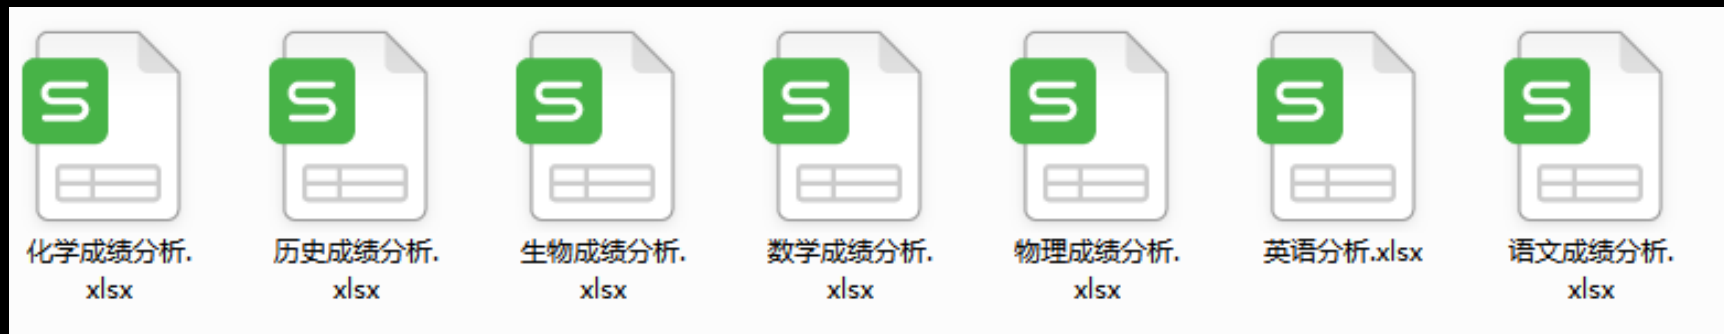 化学成绩分析.
xlsx
历史成绩分析.
xlsx
生物成绩分析.
xlsx
数学成绩分析.
xlsx
物理成绩分析.
xlsx
英语分析.xlsx
语文成绩分析.
xlsx